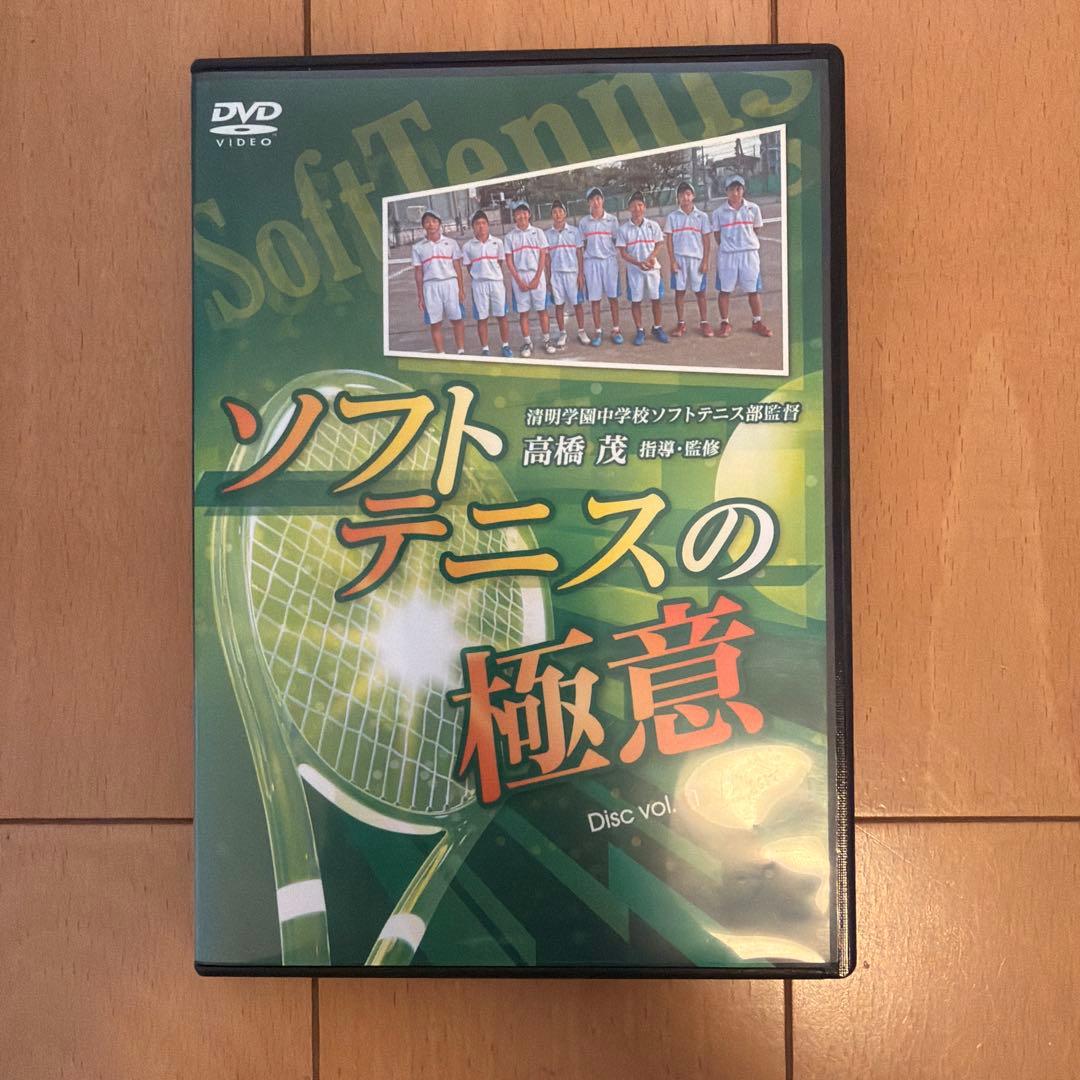 DVD
VIDEO
SoftTennis
清明学園中学校ソフトテニス部監督
高橋 茂 指導・監修
ソフト
テニスの
極意
Disc vol. 1